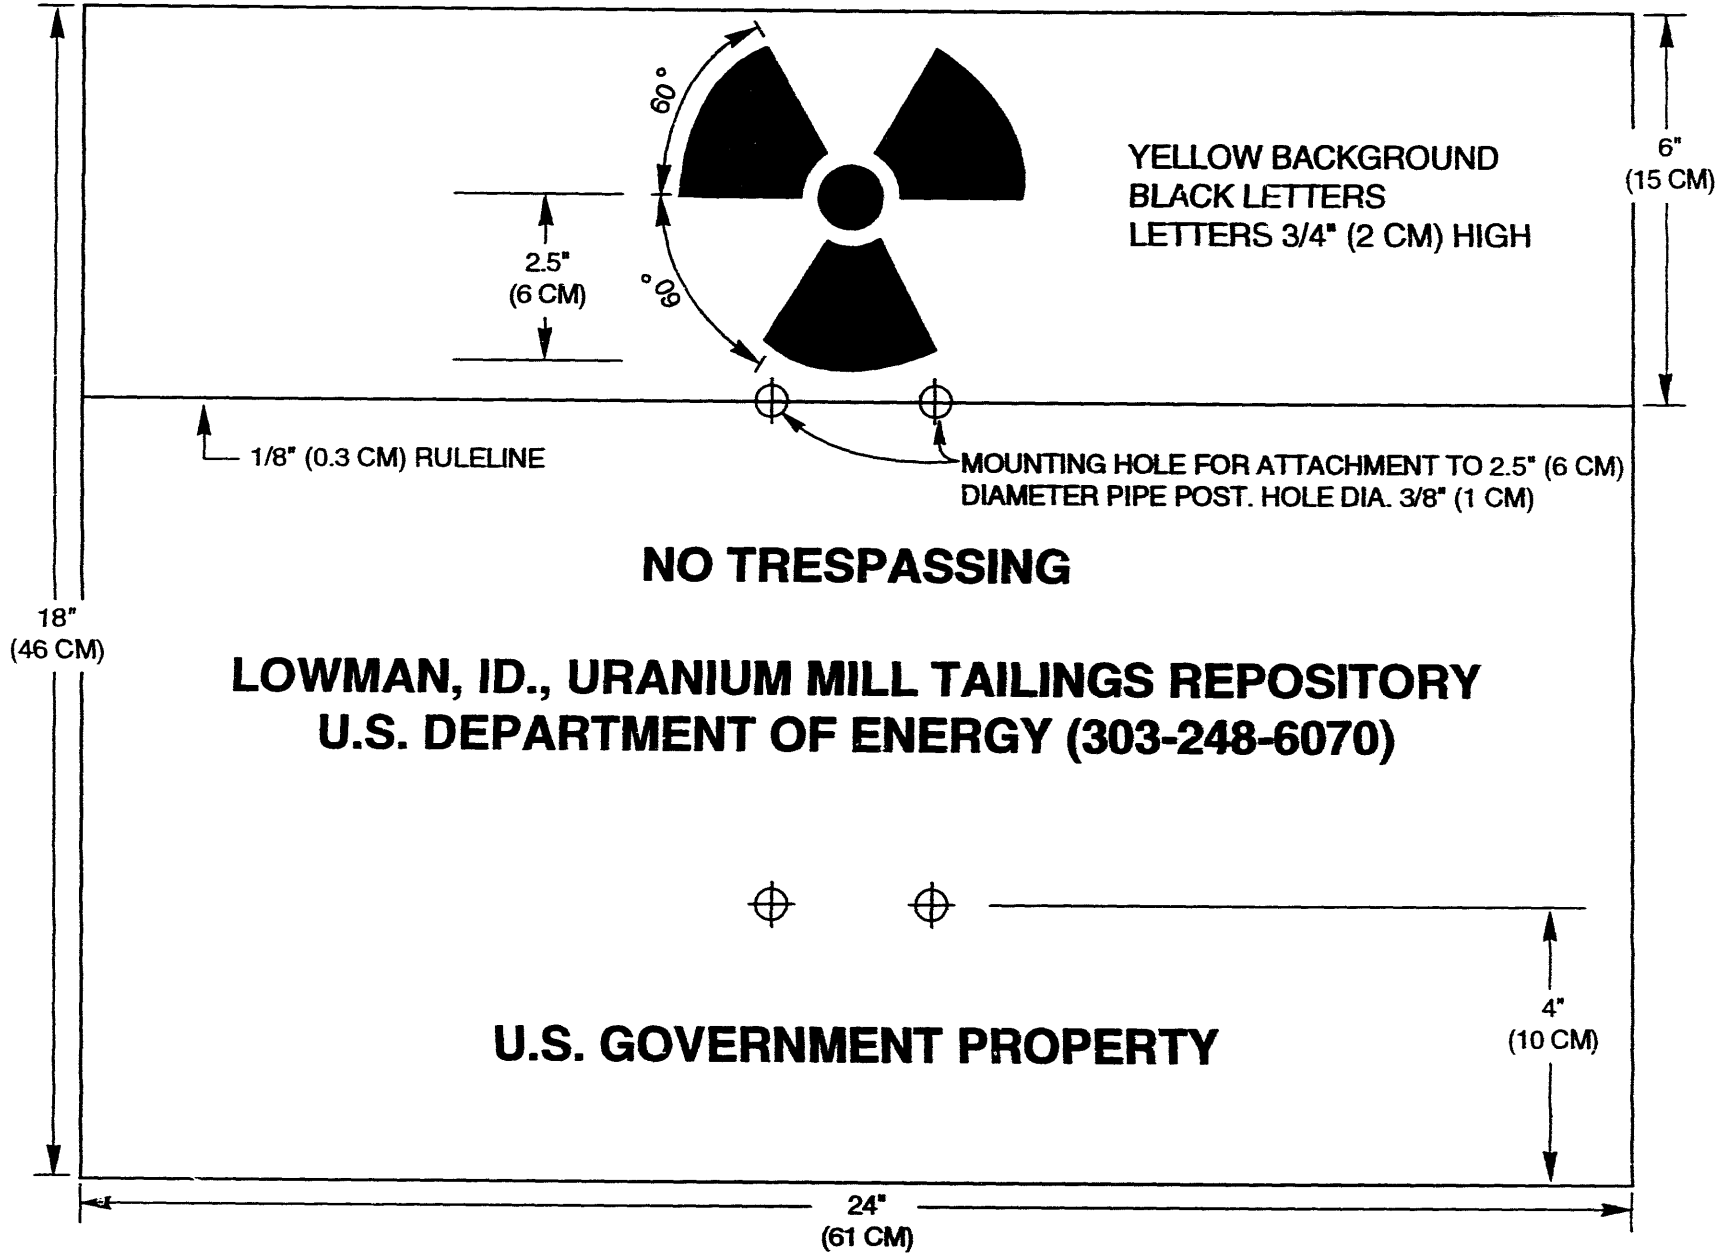 60°
6"
(15 CM)
YELLOW BACKGROUND
BLACK LETTERS
LETTERS 3/4" (2 CM) HIGH
2.5"
(6 CM)
60°
1/8" (0.3 CM) RULELINE
MOUNTING HOLE FOR ATTACHMENT TO 2.5" (6 CM)
DIAMETER PIPE POST. HOLE DIA. 3/8" (1 CM)
NO TRESPASSING
18"
(46 CM)
LOWMAN, ID., URANIUM MILL TAILINGS REPOSITORY
U.S. DEPARTMENT OF ENERGY (303-248-6070)
U.S. GOVERNMENT PROPERTY
4"
(10 CM)
24"
(61 CM)